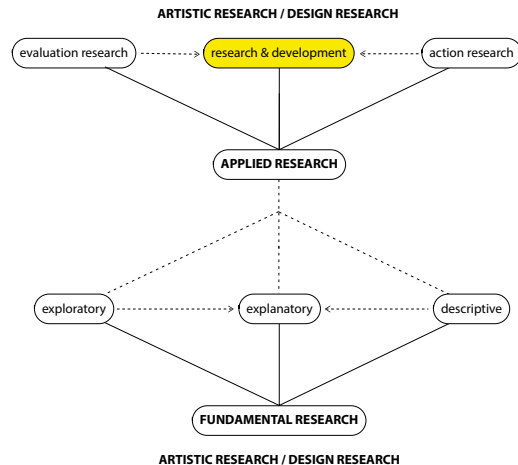 ARTISTIC RESEARCH / DESIGN RESEARCH
evaluation research
research & development
action research
APPLIED RESEARCH
exploratory
explanatory
descriptive
FUNDAMENTAL RESEARCH
ARTISTIC RESEARCH / DESIGN RESEARCH